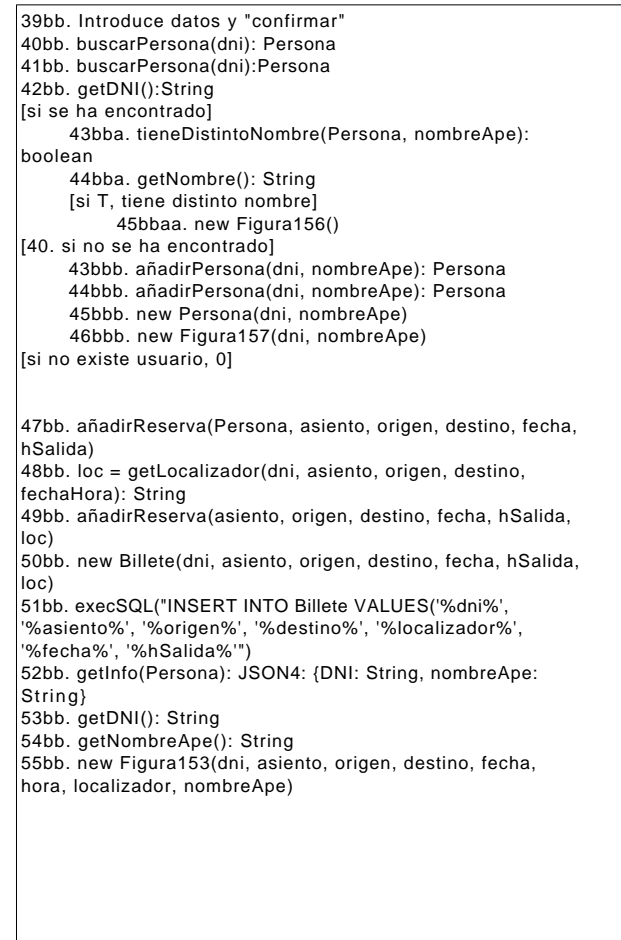 39bb. Introduce datos y "confirmar"
40bb. buscarPersona(dni): Persona
41bb. buscarPersona(dni):Persona
42bb. getDNI():String
[si se ha encontrado]
43bba. tieneDistintoNombre(Persona, nombreApe):
boolean
44bba. getNombre(): String
[si T, tiene distinto nombre]
45bbaa. new Figura156()
[40. si no se ha encontrado]
43bbb. añadirPersona(dni, nombreApe): Persona
44bbb. añadirPersona(dni, nombreApe): Persona
45bbb. new Persona(dni, nombreApe)
46bbb. new Figura157(dni, nombreApe)
[si no existe usuario, 0]
47bb. añadirReserva(Persona, asiento, origen, destino, fecha,
hSalida)
48bb. loc = getLocalizador(dni, asiento, origen, destino,
fechaHora): String
49bb. añadirReserva(asiento, origen, destino, fecha, hSalida,
loc)
50bb. new Billete(dni, asiento, origen, destino, fecha, hSalida,
loc)
51bb. execSQL("INSERT INTO Billete VALUES('%dni%',
'%asiento%', '%origen%', '%destino%', '%localizador%',
'%fecha%', '%hSalida%'")
52bb. getInfo(Persona): JSON4: {DNI: String, nombreApe:
String}
53bb. getDNI(): String
54bb. getNombreApe(): String
55bb. new Figura153(dni, asiento, origen, destino, fecha,
hora, localizador, nombreApe)